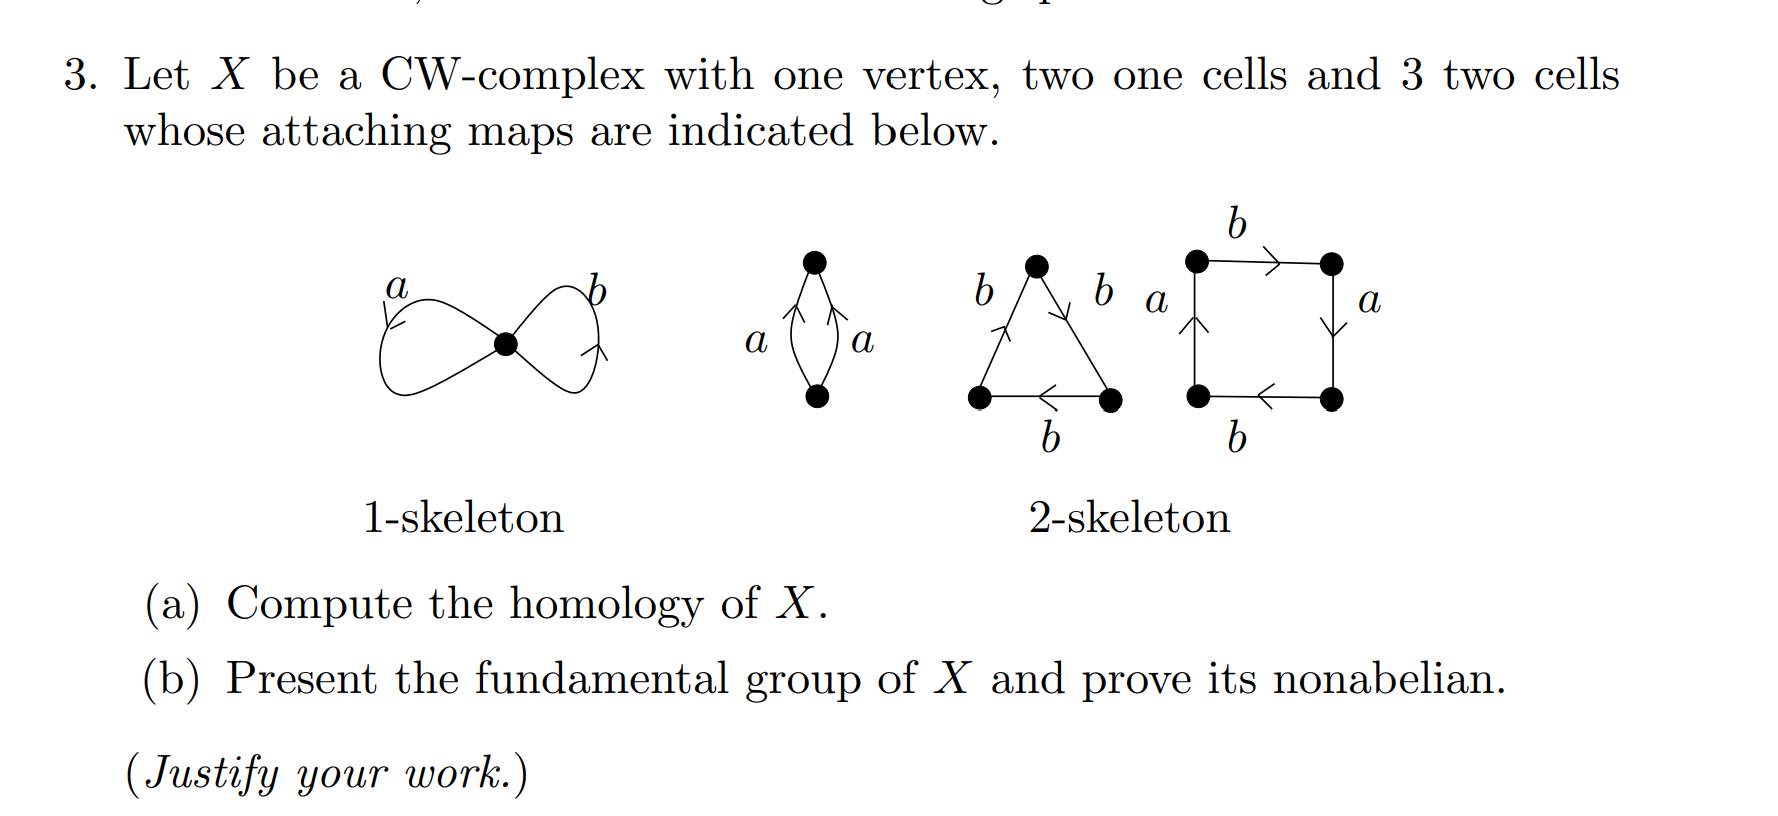 3. Let X be a CW-complex with one vertex, two one cells and 3 two cells
whose attaching maps are indicated below.
a b a a b b b a b a b
1-skeleton 2-skeleton
(a) Compute the homology of X.
(b) Present the fundamental group of X and prove its nonabelian.
(Justify your work.)